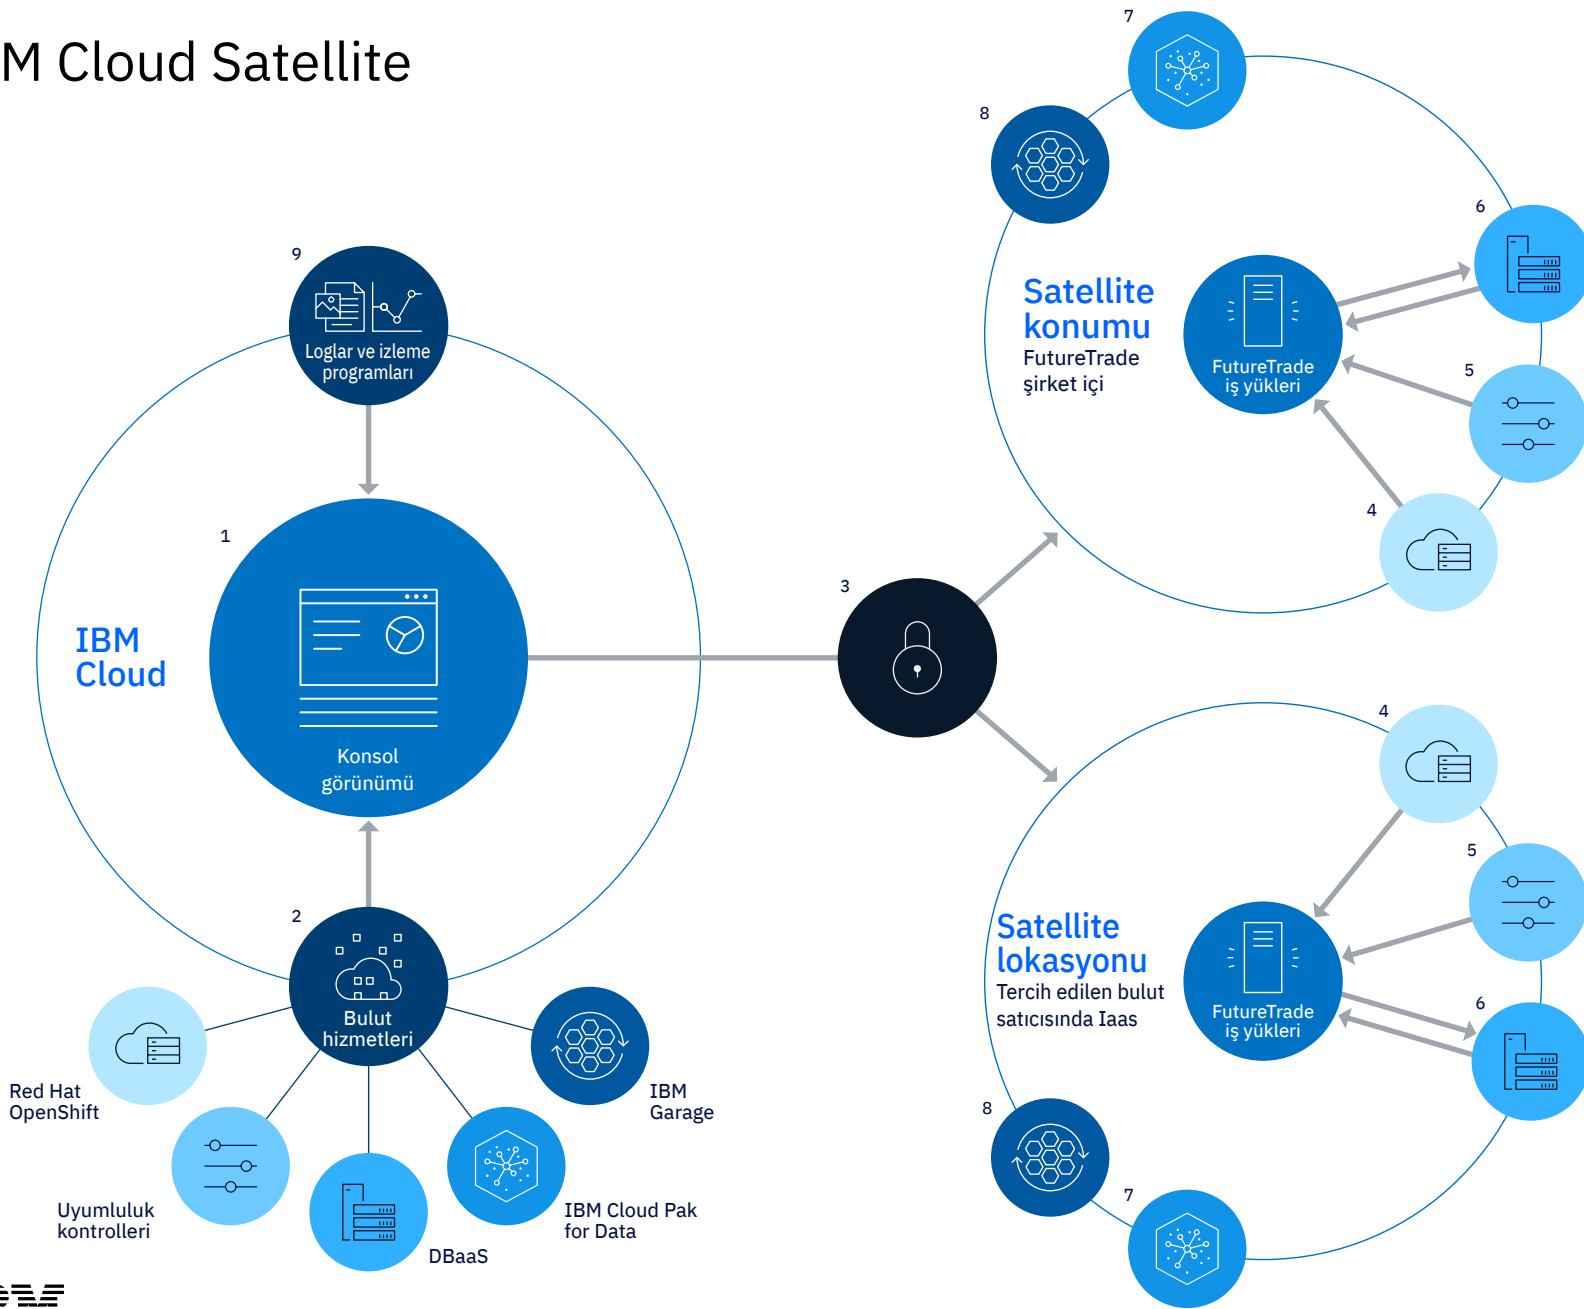 M Cloud Satellite
7
8
6
Satellite
konumu
FutureTrade
şirket içi
FutureTrade
iş yükleri
5
4
9
Loglar ve izleme
programları
1
IBM
Cloud
Konsol
görünümü
3
2
Bulut
hizmetleri
Red Hat
OpenShift
Uyumluluk
kontrolleri
DBaaS
IBM Cloud Pak
for Data
IBM
Garage
4
5
Satellite
lokasyonu
Tercih edilen bulut
satıcısında Iaas
FutureTrade
iş yükleri
6
8
7